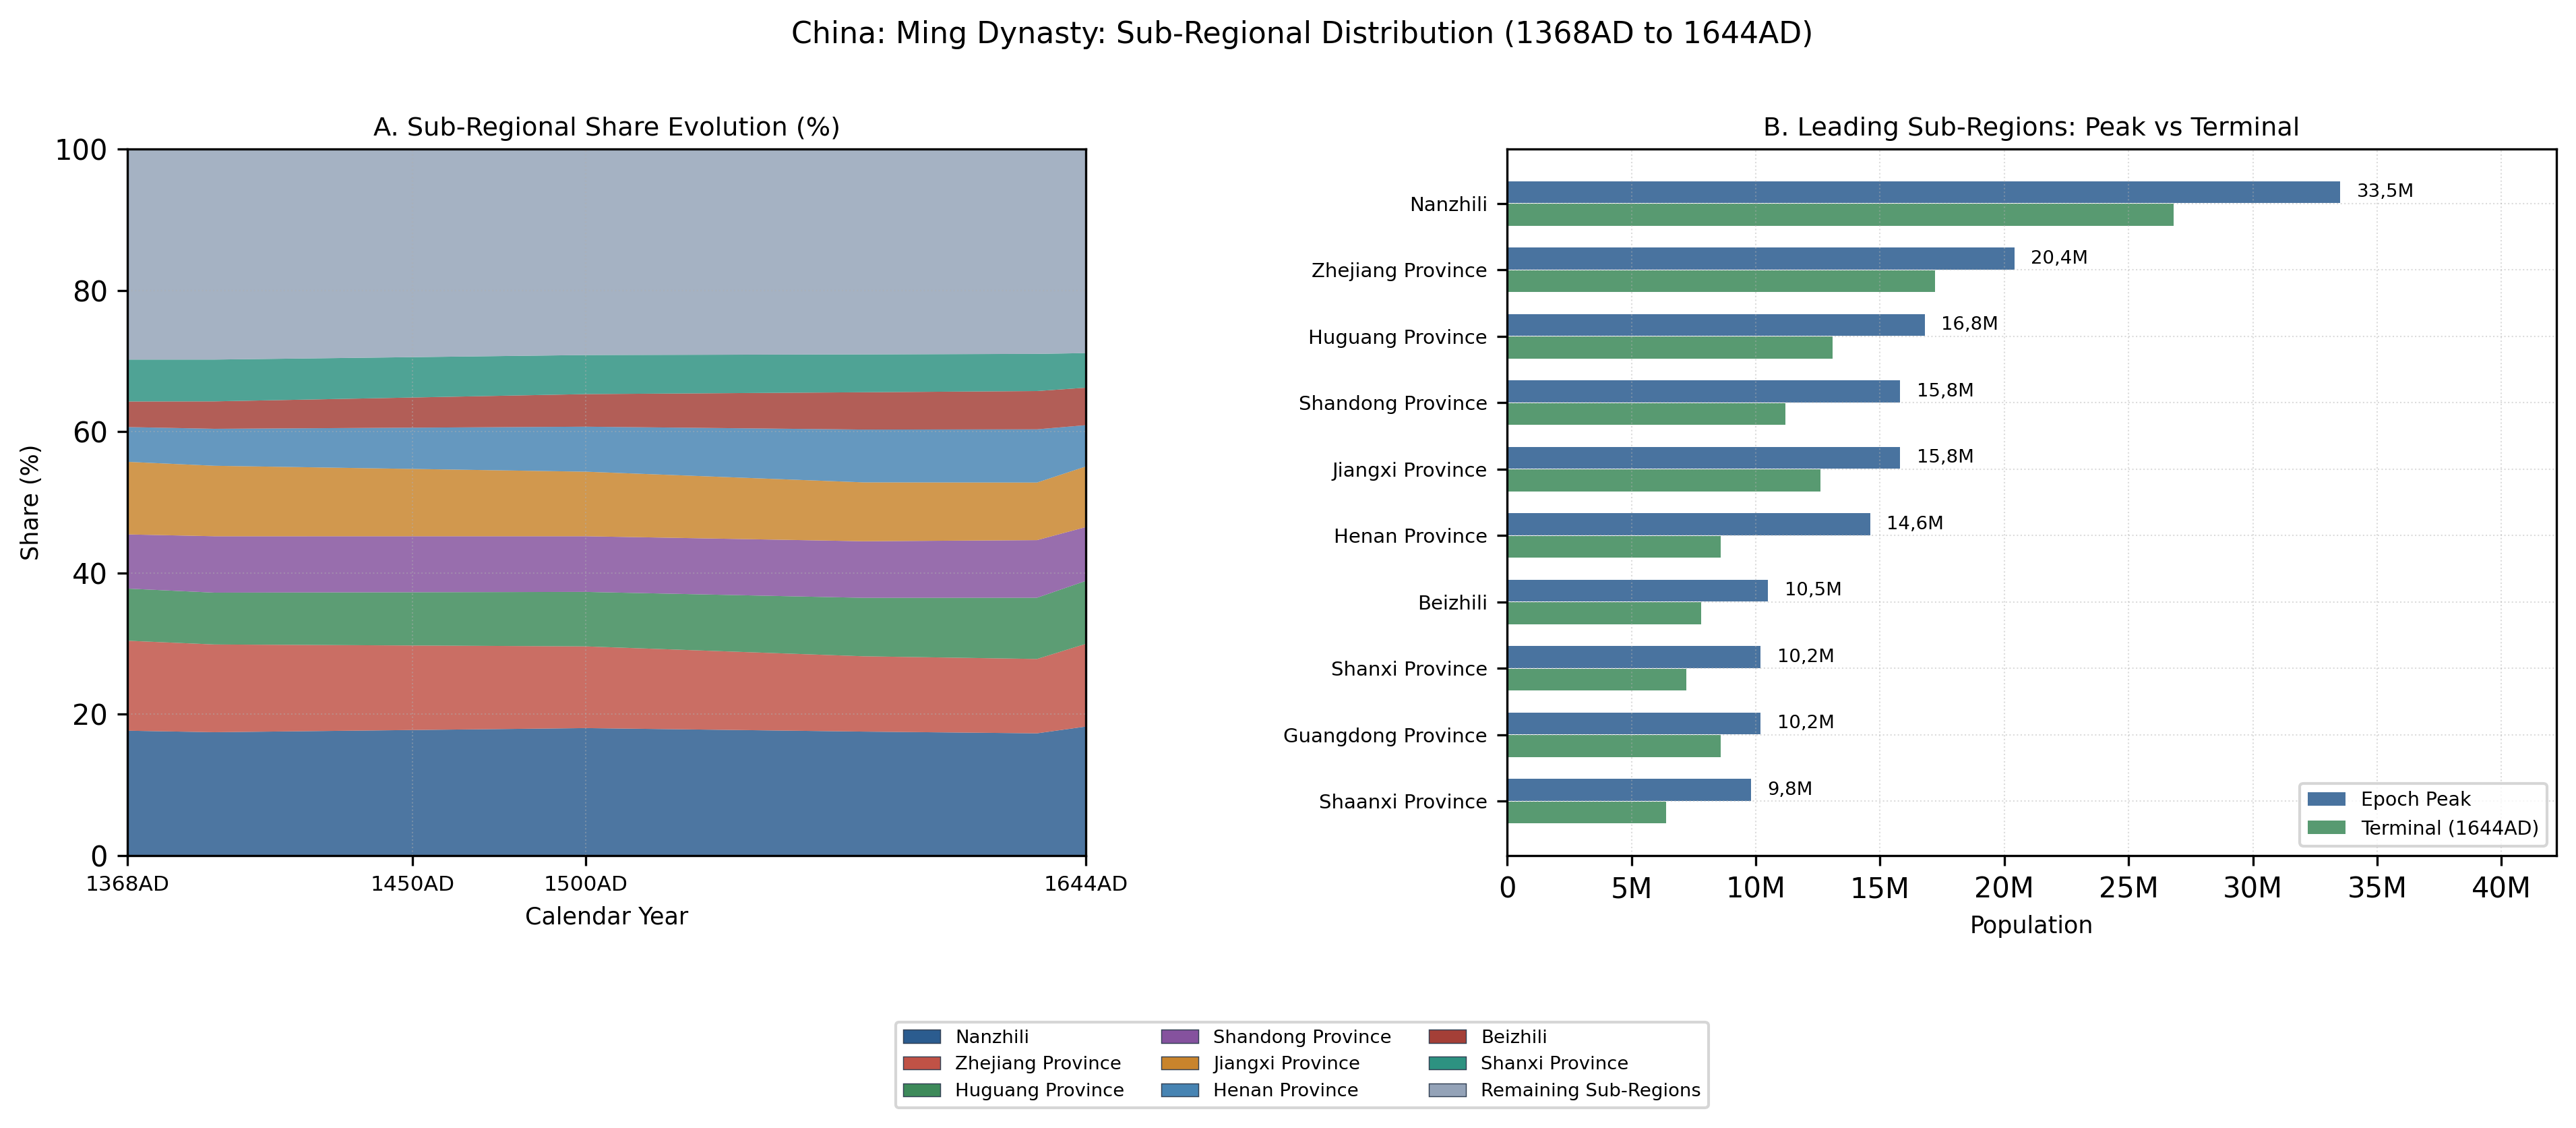 China: Ming Dynasty: Sub-Regional Distribution (1368AD to 1644AD)
A. Sub-Regional Share Evolution (%)
100
80
60
40
20
0
Share (%)
1368AD
1450AD
1500AD
1644AD
Calendar Year
B. Leading Sub-Regions: Peak vs Terminal
Nanzhili
33,5M
Zhejiang Province
20,4M
Huguang Province
16,8M
Shandong Province
15,8M
Jiangxi Province
15,8M
Henan Province
14,6M
Beizhili
10,5M
Shanxi Province
10,2M
Guangdong Province
10,2M
Shaanxi Province
9,8M
Epoch Peak
Terminal (1644AD)
0
5M
10M
15M
20M
25M
30M
35M
40M
Population
Nanzhili
Zhejiang Province
Huguang Province
Shandong Province
Jiangxi Province
Henan Province
Beizhili
Shanxi Province
Remaining Sub-Regions